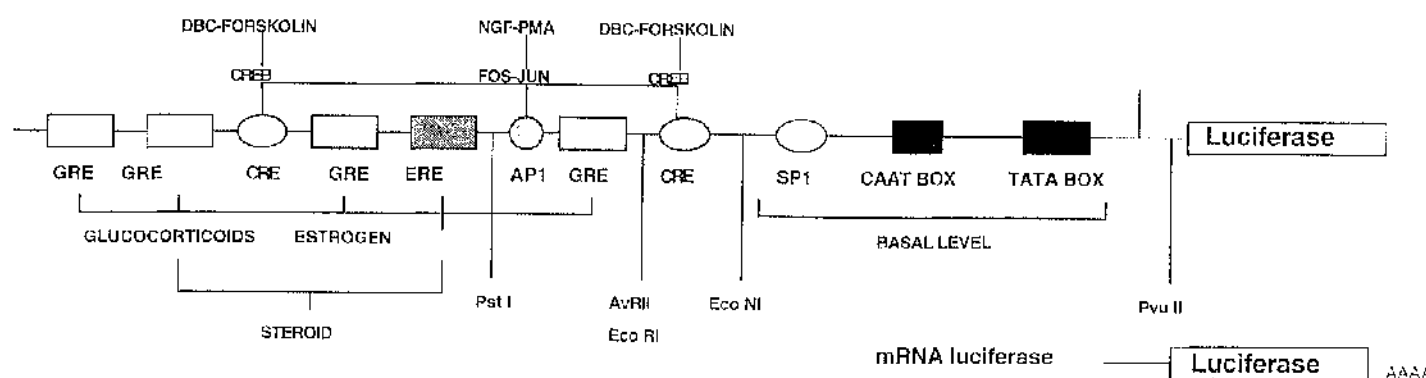 DBC-FORSKOLIN NGF-PMA DBC-FORSKOLIN
FOS-JUN
Luciferase
GRE GRE CRE GRE ERE AP1 GRE CRE SP1 CAAT BOX TATA BOX
GLUCOCORTICOIDS ESTROGEN BASAL LEVEL
Pst I AvRII Eco NI Pvu II
STEROID Eco RI
mRNA luciferase Luciferase AAAA